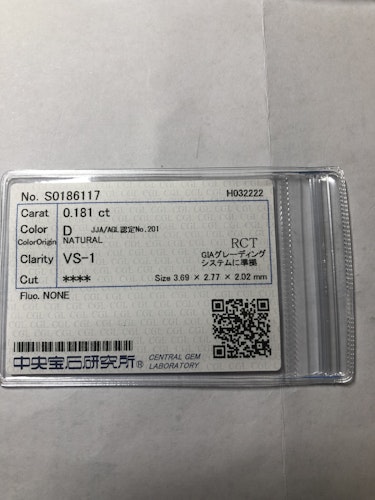 No. S0186117 H032222
Carat 0.181 ct
Color D JJA/AGL認定No.201
ColorOrigin NATURAL
RCT
Clarity VS-1 GIAグレーディング
システムに準拠
Cut **** Size 3.69 × 2.77 × 2.02 mm
Fluo. NONE
中央宝石研究所® CENTRAL GEM
LABORATORY